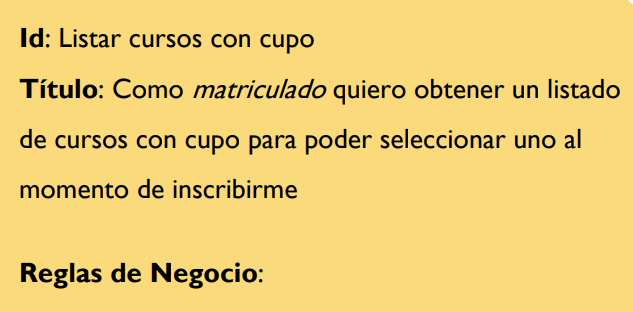 Id: Listar cursos con cupo
Título: Como matriculado quiero obtener un listado
de cursos con cupo para poder seleccionar uno al
momento de inscribirme
Reglas de Negocio: